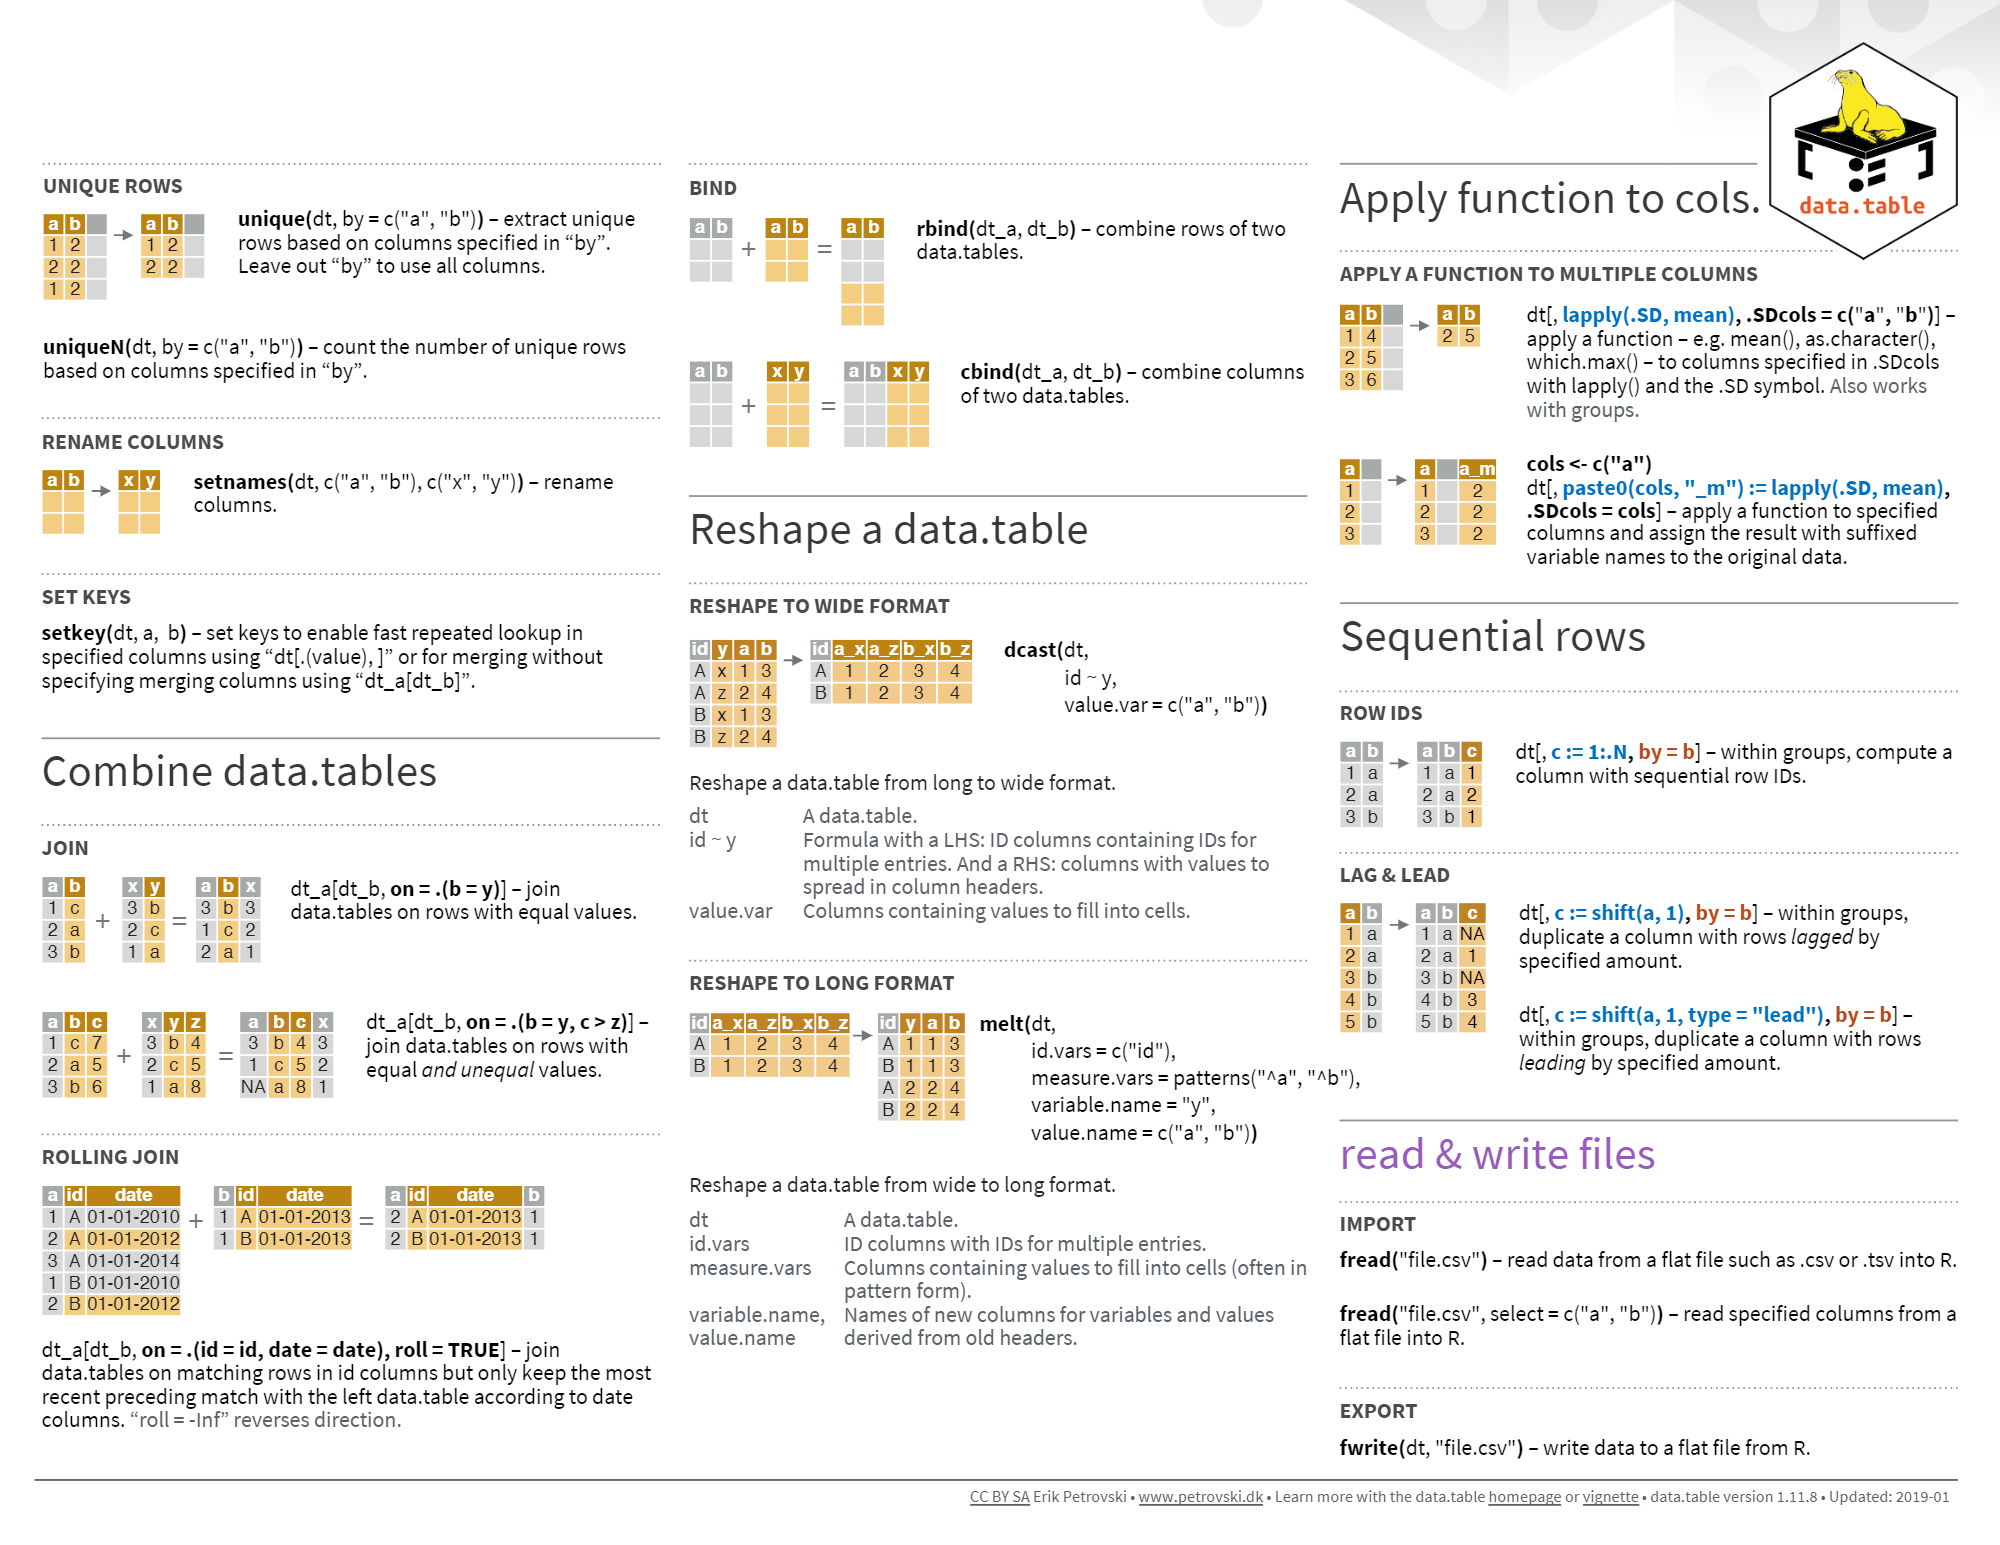 UNIQUE ROWS
a b
1 2
2 2
1 2
a b
1 2
2 2
unique(dt, by = c("a", "b")) – extract unique
rows based on columns specified in “by”.
Leave out “by” to use all columns.
uniqueN(dt, by = c("a", "b")) – count the number of unique rows
based on columns specified in “by”.
RENAME COLUMNS
a b
x y
setnames(dt, c("a", "b"), c("x", "y")) – rename
columns.
SET KEYS
setkey(dt, a,  b) – set keys to enable fast repeated lookup in
specified columns using “dt[.(value), ]” or for merging without
specifying merging columns using “dt_a[dt_b]”.
Combine data.tables
JOIN
a b
1 c
2 a
3 b
+
x y
3 b
2 c
1 a
=
a b x
3 b 3
1 c 2
2 a 1
dt_a[dt_b, on = .(b = y)] – join
data.tables on rows with equal values.
a b c
1 c 7
2 a 5
3 b 6
+
x y z
3 b 4
2 c 5
1 a 8
=
a b c x
3 b 4 3
1 c 5 2
NA a 8 1
dt_a[dt_b, on = .(b = y, c > z)] –
join data.tables on rows with
equal and unequal values.
ROLLING JOIN
a id date
1 A 01-01-2010
2 A 01-01-2012
3 A 01-01-2014
1 B 01-01-2010
2 B 01-01-2012
+
b id date
1 A 01-01-2013
1 B 01-01-2013
=
a id date b
2 A 01-01-2013 1
2 B 01-01-2013 1
dt_a[dt_b, on = .(id = id, date = date), roll = TRUE] – join
data.tables on matching rows in id columns but only keep the most
recent preceding match with the left data.table according to date
columns. “roll = -Inf” reverses direction.
BIND
a b
+
a b
=
a b
rbind(dt_a, dt_b) – combine rows of two
data.tables.
a b
+
x y
=
a b x y
cbind(dt_a, dt_b) – combine columns
of two data.tables.
Reshape a data.table
RESHAPE TO WIDE FORMAT
id y a b
A x 1 3
A z 2 4
B x 1 3
B z 2 4
id a_x a_z b_x b_z
A 1 2 3 4
B 1 2 3 4
dcast(dt,
id ~ y,
value.var = c("a", "b"))
Reshape a data.table from long to wide format.
dt A data.table.
id ~ y Formula with a LHS: ID columns containing IDs for
multiple entries. And a RHS: columns with values to
spread in column headers.
value.var Columns containing values to fill into cells.
RESHAPE TO LONG FORMAT
id a_x a_z b_x b_z
A 1 2 3 4
B 1 2 3 4
id y a b
A 1 1 3
B 1 1 3
A 2 2 4
B 2 2 4
melt(dt,
id.vars = c("id"),
measure.vars = patterns("^a", "^b"),
variable.name = "y",
value.name = c("a", "b"))
Reshape a data.table from wide to long format.
dt A data.table.
id.vars ID columns with IDs for multiple entries.
measure.vars Columns containing values to fill into cells (often in
pattern form).
variable.name, Names of new columns for variables and values
value.name derived from old headers.
data.table
Apply function to cols.
APPLY A FUNCTION TO MULTIPLE COLUMNS
a b
1 4
2 5
3 6
a b
2 5
dt[, lapply(.SD, mean), .SDcols = c("a", "b")] –
apply a function – e.g. mean(), as.character(),
which.max() – to columns specified in .SDcols
with lapply() and the .SD symbol. Also works
with groups.
a
1
2
3
a a_m
1 2
2 2
3 2
cols <- c("a")
dt[, paste0(cols, "_m") := lapply(.SD, mean),
.SDcols = cols] – apply a function to specified
columns and assign the result with suffixed
variable names to the original data.
Sequential rows
ROW IDS
a b
1 a
2 a
3 b
a b c
1 a 1
2 a 2
3 b 1
dt[, c := 1:.N, by = b] – within groups, compute a
column with sequential row IDs.
LAG & LEAD
a b
1 a
2 a
3 b
4 b
5 b
a b c
1 a NA
2 a 1
3 b NA
4 b 3
5 b 4
dt[, c := shift(a, 1), by = b] – within groups,
duplicate a column with rows lagged by
specified amount.
dt[, c := shift(a, 1, type = "lead"), by = b] –
within groups, duplicate a column with rows
leading by specified amount.
read & write files
IMPORT
fread("file.csv") – read data from a flat file such as .csv or .tsv into R.
fread("file.csv", select = c("a", "b")) – read specified columns from a
flat file into R.
EXPORT
fwrite(dt, "file.csv") – write data to a flat file from R.
CC BY SA Erik Petrovski • www.petrovski.dk • Learn more with the data.table homepage or vignette • data.table version 1.11.8 • Updated: 2019-01